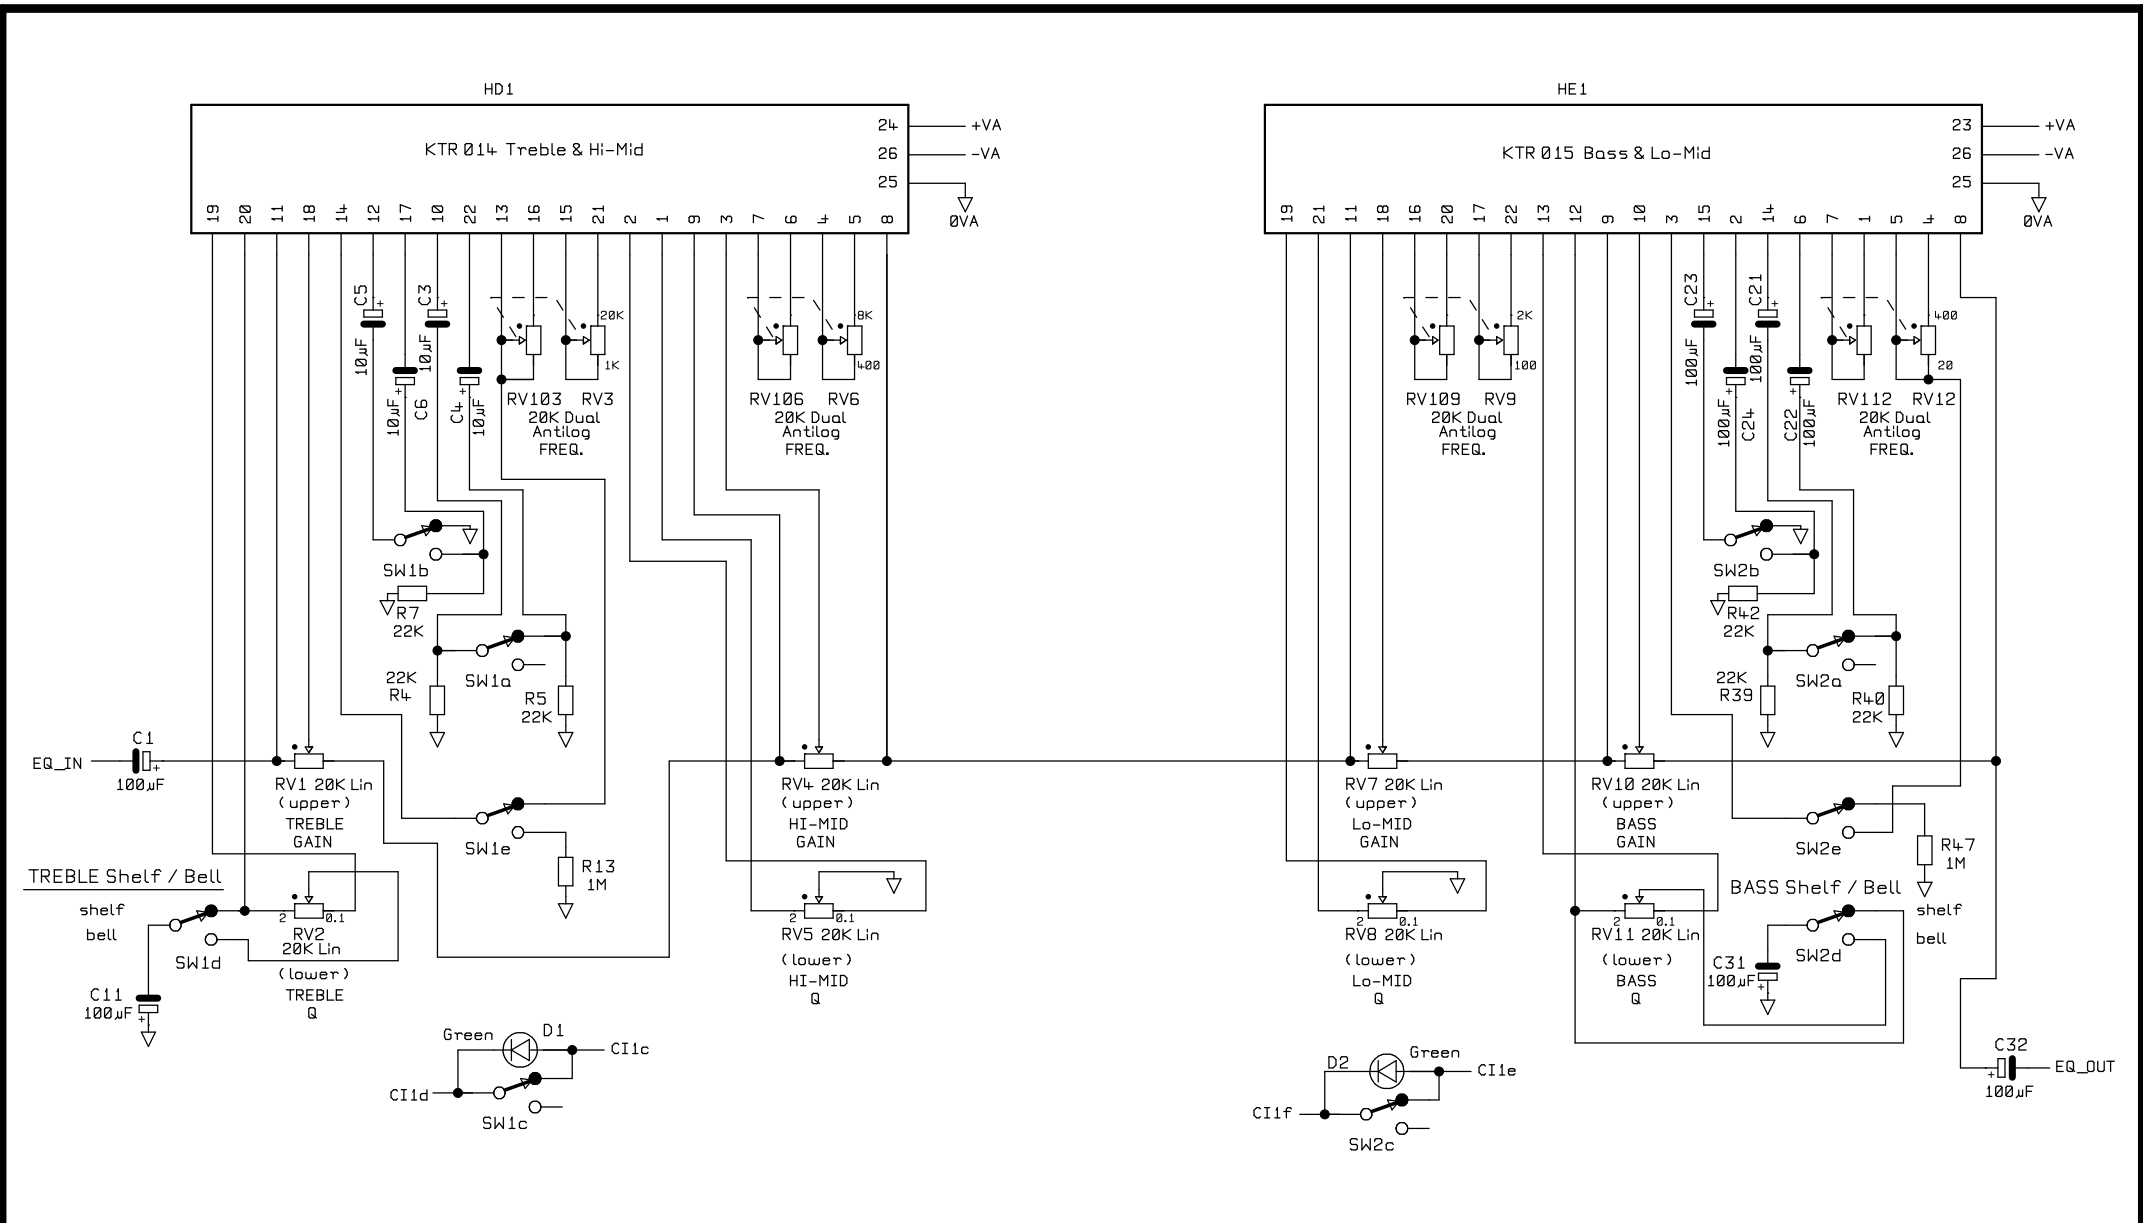 HD1
KTR 014 Treble & Hi-Mid
24
+VA
26
-VA
25
0VA
19
20
11
18
14
12
17
10
22
13
16
15
21
2
1
9
3
7
6
4
5
8
HE1
KTR 015 Bass & Lo-Mid
23
+VA
26
-VA
25
0VA
19
21
11
18
16
20
17
22
13
12
9
10
3
15
2
14
6
7
1
5
4
8
C5
+
10µF
C3
+
10µF
+
10µF
C6
C4
+
10µF
20K
1K
RV103
RV3
20K Dual
Antilog
FREQ.
8K
400
RV106
RV6
20K Dual
Antilog
FREQ.
2K
100
RV109
RV9
20K Dual
Antilog
FREQ.
C23
+
100µF
C21
+
100µF
+
100µF
C24
C22
+
100µF
400
20
RV112
RV12
20K Dual
Antilog
FREQ.
SW1b
R7
22K
22K
R4
SW1a
R5
22K
SW2b
R42
22K
22K
R39
SW2a
R40
22K
EQ_IN
C1
+
100µF
RV1 20K Lin
(upper)
TREBLE
GAIN
SW1e
R13
1M
RV4 20K Lin
(upper)
HI-MID
GAIN
RV7 20K Lin
(upper)
Lo-MID
GAIN
RV10 20K Lin
(upper)
BASS
GAIN
SW2e
R47
1M
TREBLE Shelf / Bell
shelf
bell
SW1d
C11
100µF
+
2
0.1
RV2
20K Lin
(lower)
TREBLE
Q
2
0.1
RV5 20K Lin
(lower)
HI-MID
Q
2
0.1
RV8 20K Lin
(lower)
Lo-MID
Q
2
0.1
RV11 20K Lin
(lower)
BASS
Q
BASS Shelf / Bell
shelf
bell
SW2d
C31
100µF
+
Green
D1
CI1c
CI1d
SW1c
D2
Green
CI1e
CI1f
SW2c
C32
+
100µF
EQ_OUT